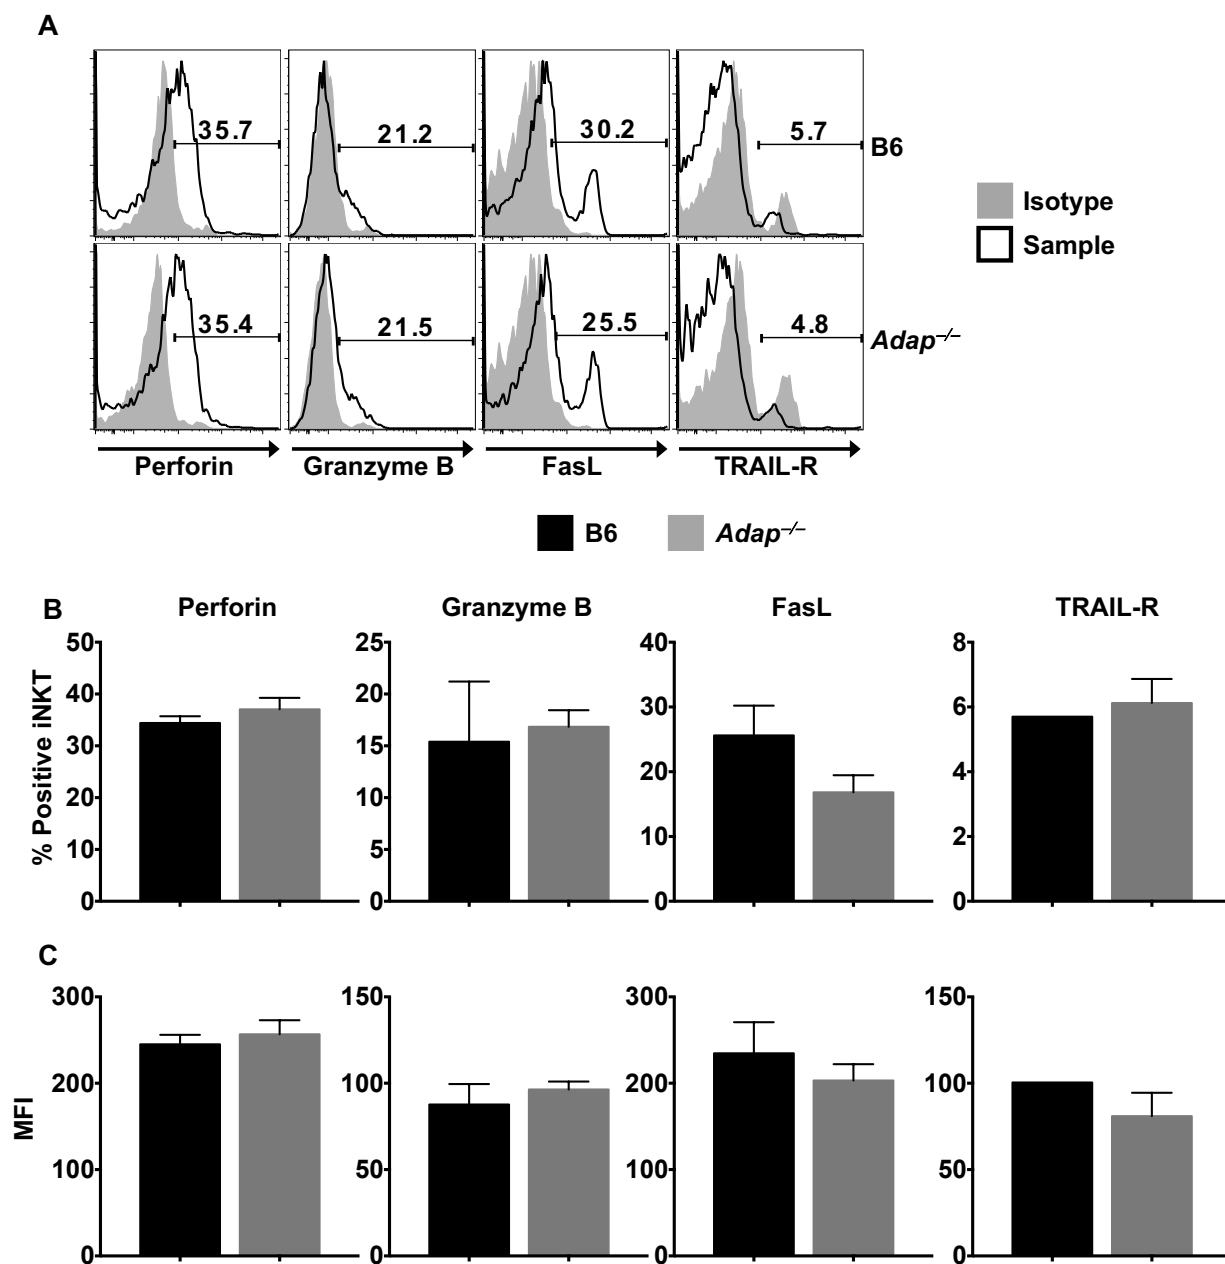 A
35.7 21.2 30.2 5.7 B6
Isotype
Sample
35.4 21.5 25.5 4.8 Adap–/–
Perforin Granzyme B FasL TRAIL-R
B6 Adap–/–
B Perforin Granzyme B FasL TRAIL-R
% Positive iNKT
50 40 30 20 10 0
25 20 15 10 5 0
40 30 20 10 0
8 6 4 2 0
C
MFI
300 200 100 0
150 100 50 0
300 200 100 0
150 100 50 0